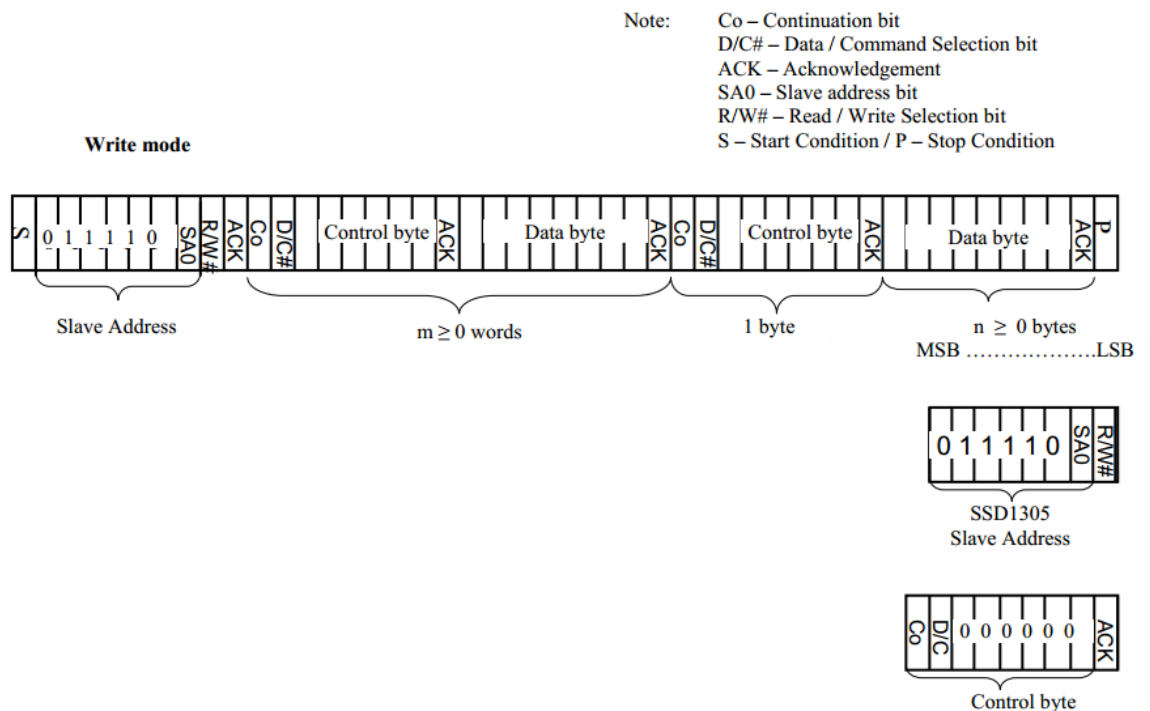 Note: Co – Continuation bit
D/C# – Data / Command Selection bit
ACK – Acknowledgement
SA0 – Slave address bit
R/W# – Read / Write Selection bit
S – Start Condition / P – Stop Condition
Write mode
S 0 1 1 1 1 0 SA0 R/W# ACK Co D/C# Control byte ACK Data byte ACK Co D/C# Control byte ACK Data byte ACK P
Slave Address
m ≥ 0 words
1 byte
n ≥ 0 bytes
MSB ...................LSB
0 1 1 1 1 0 SA0 R/W#
SSD1305
Slave Address
Co D/C 0 0 0 0 0 0 ACK
Control byte